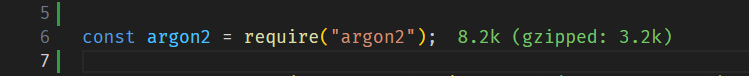 5
6 const argon2 = require("argon2"); 8.2k (gzipped: 3.2k)
7